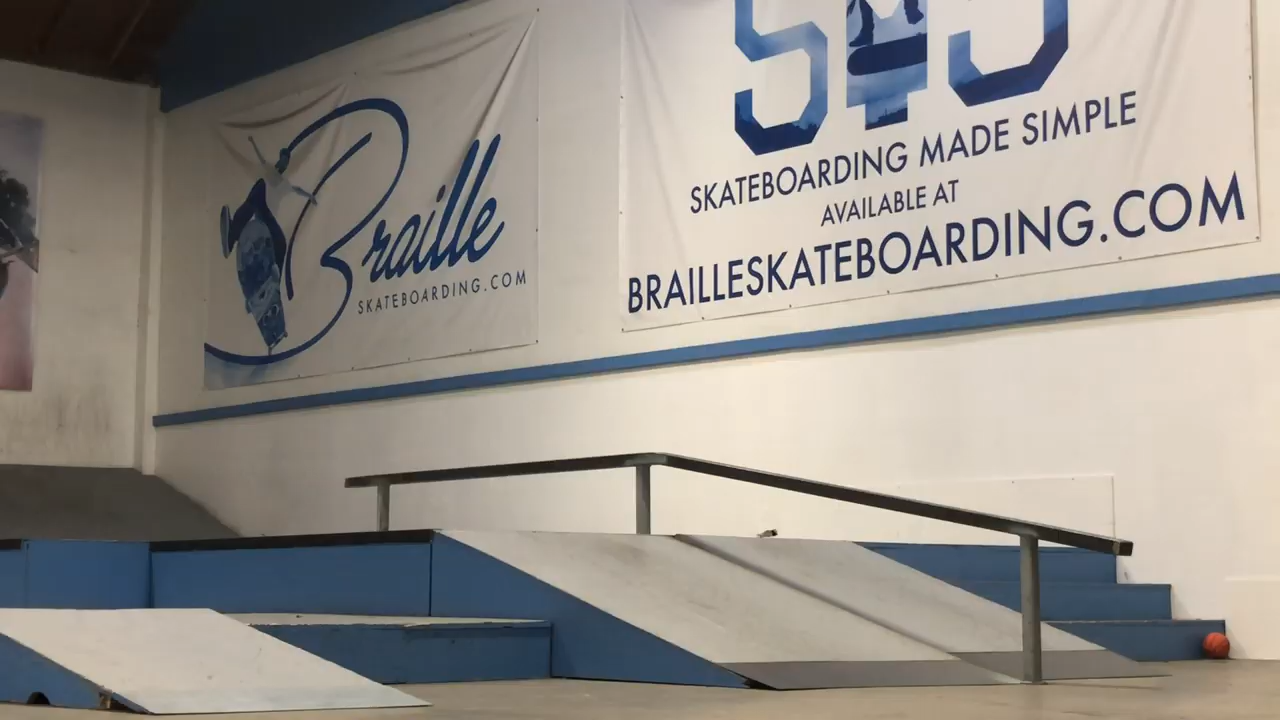 Braille
SKATEBOARDING.COM
SKATEBOARDING MADE SIMPLE
AVAILABLE AT
BRAILLESKATEBOARDING.COM